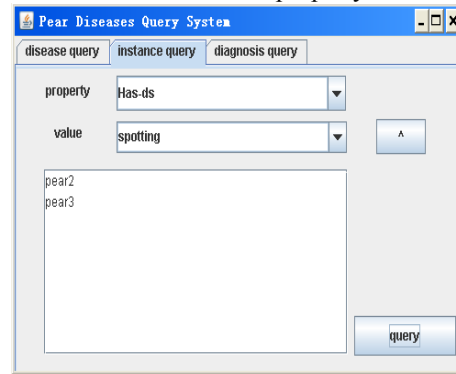 Pear Diseases Query System
disease query instance query diagnosis query
property Has-ds
value spotting ^
pear2
pear3
query